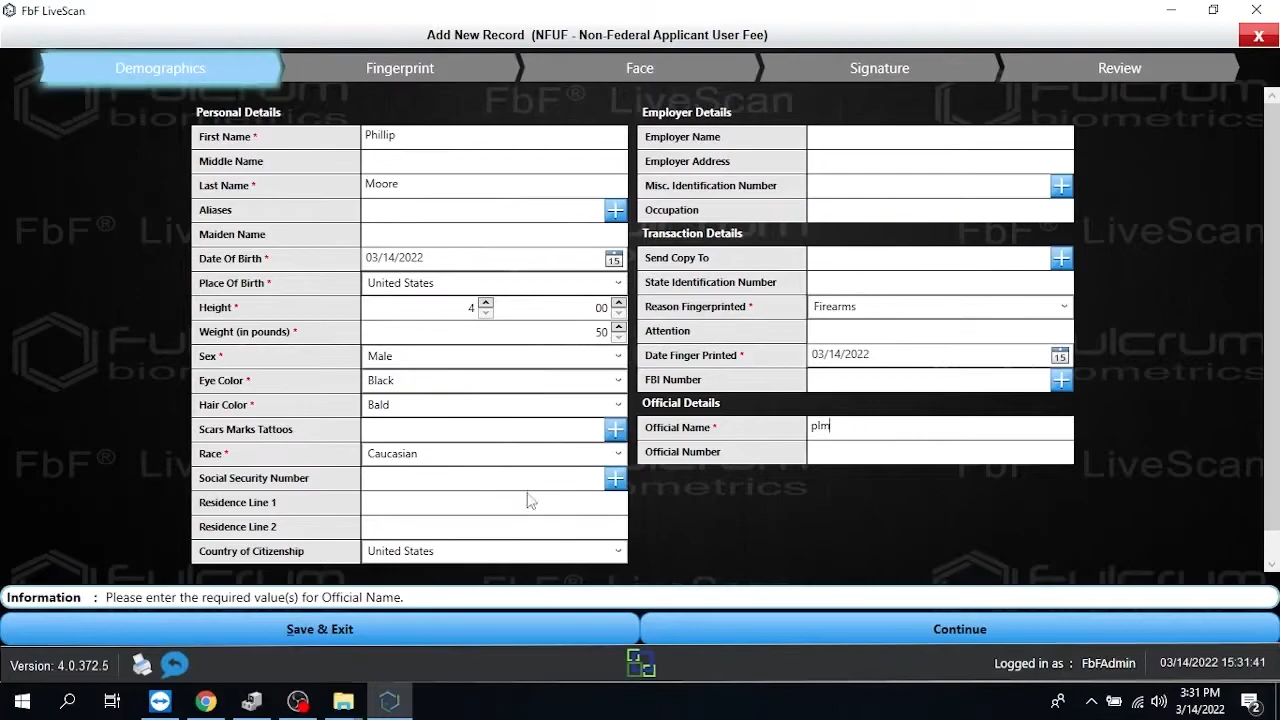 FbF LiveScan
Add New Record (NFUF - Non-Federal Applicant User Fee)
X
Demographics
Fingerprint
Face
Signature
Review
Personal Details
First Name *
Phillip
Middle Name
Last Name *
Moore
Aliases
Maiden Name
Date Of Birth *
03/14/2022
15
Place Of Birth *
United States
Height *
4
00
Weight (in pounds) *
50
Sex *
Male
Eye Color *
Black
Hair Color *
Bald
Scars Marks Tattoos
Race *
Caucasian
Social Security Number
Residence Line 1
Residence Line 2
Country of Citizenship
United States
Employer Details
Employer Name
Employer Address
Misc. Identification Number
Occupation
Transaction Details
Send Copy To
State Identification Number
Reason Fingerprinted *
Firearms
Attention
Date Finger Printed *
03/14/2022
15
FBI Number
Official Details
Official Name *
plm
Official Number
FbF® LiveScan
Fulcrum
biometrics
Information : Please enter the required value(s) for Official Name.
Save & Exit
Continue
Version: 4.0.372.5
Logged in as : FbFAdmin
03/14/2022 15:31:41
3:31 PM
3/14/2022
2